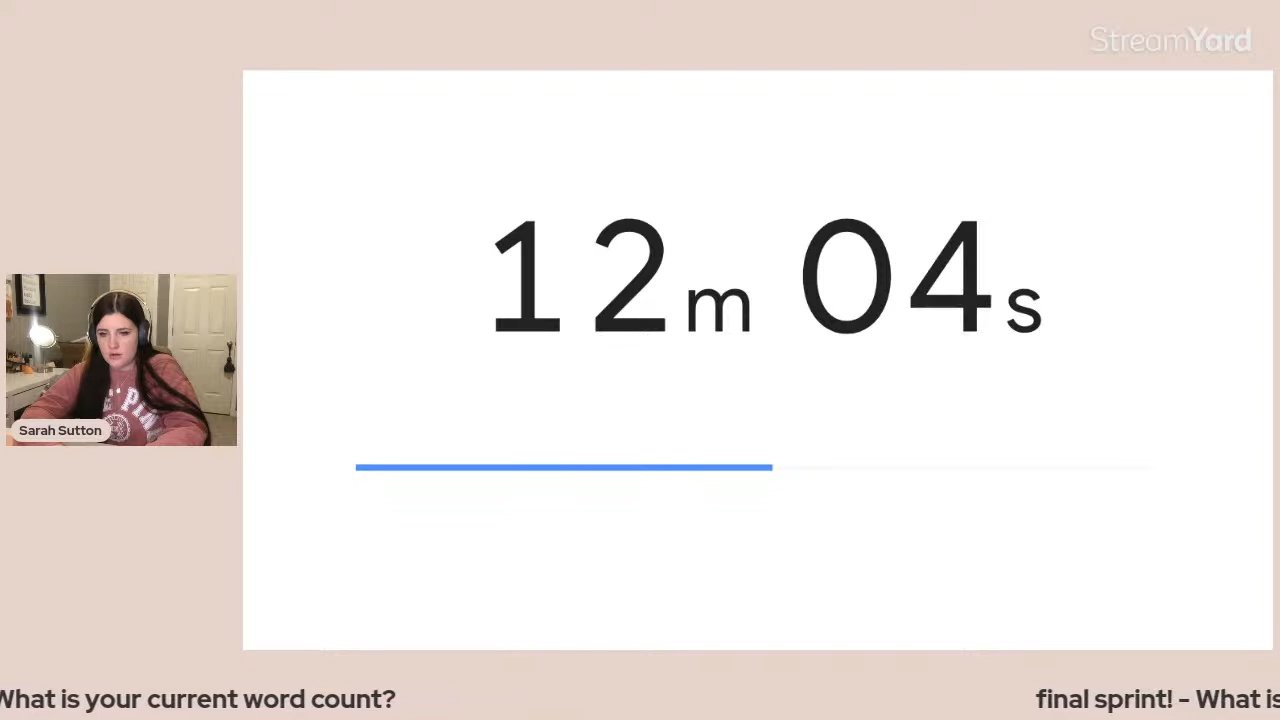 StreamYard
12m 04s
Sarah Sutton
What is your current word count?
final sprint! - What is